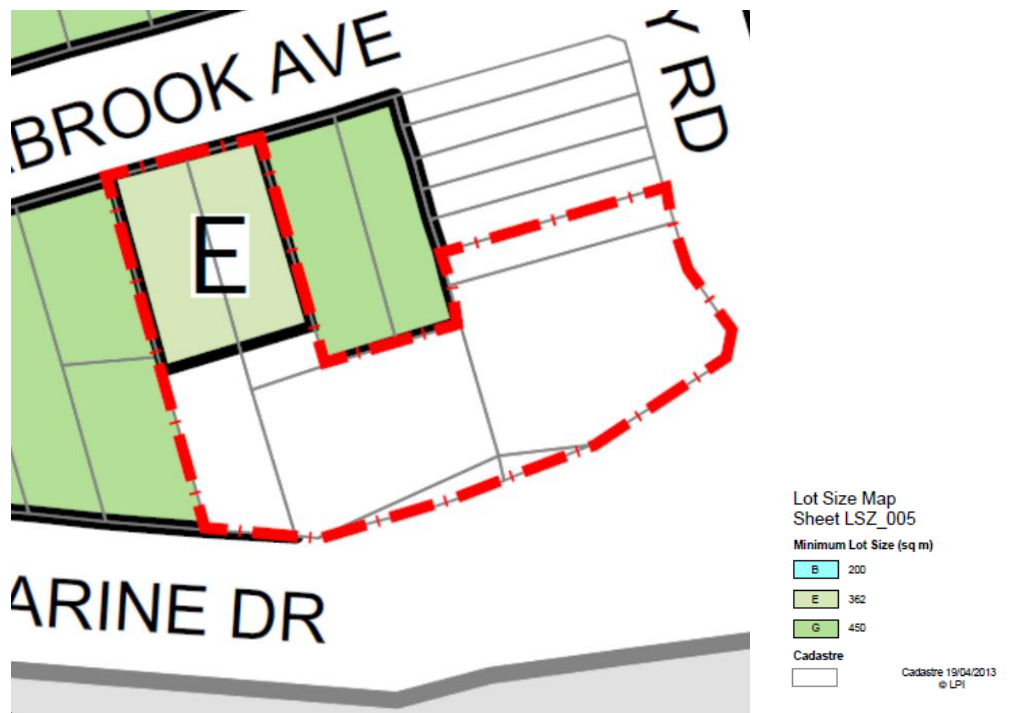 BROOK AVE
Y RD
E
ARINE DR
Lot Size Map
Sheet LSZ_005
Minimum Lot Size (sq m)
B 200
E 362
G 450
Cadastre
Cadastre 19/04/2013
© LPI